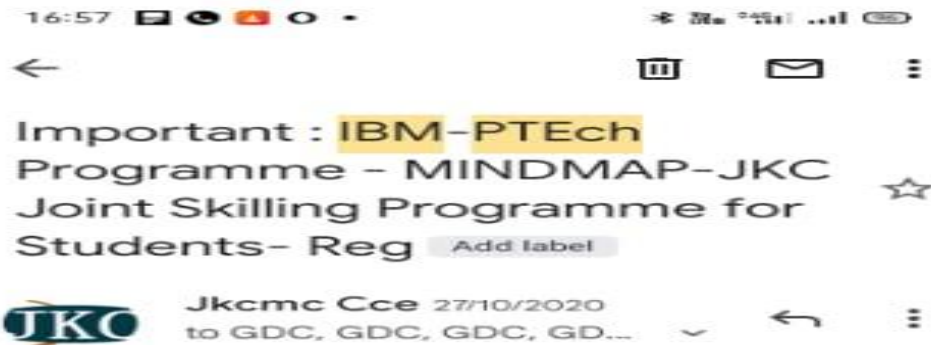 16:57
Important : IBM-PTEch
Programme - MINDMAP-JKC
Joint Skilling Programme for
Students- Reg Add label
JKC
Jkcmc Cce 27/10/2020
to GDC, GDC, GDC, GD...